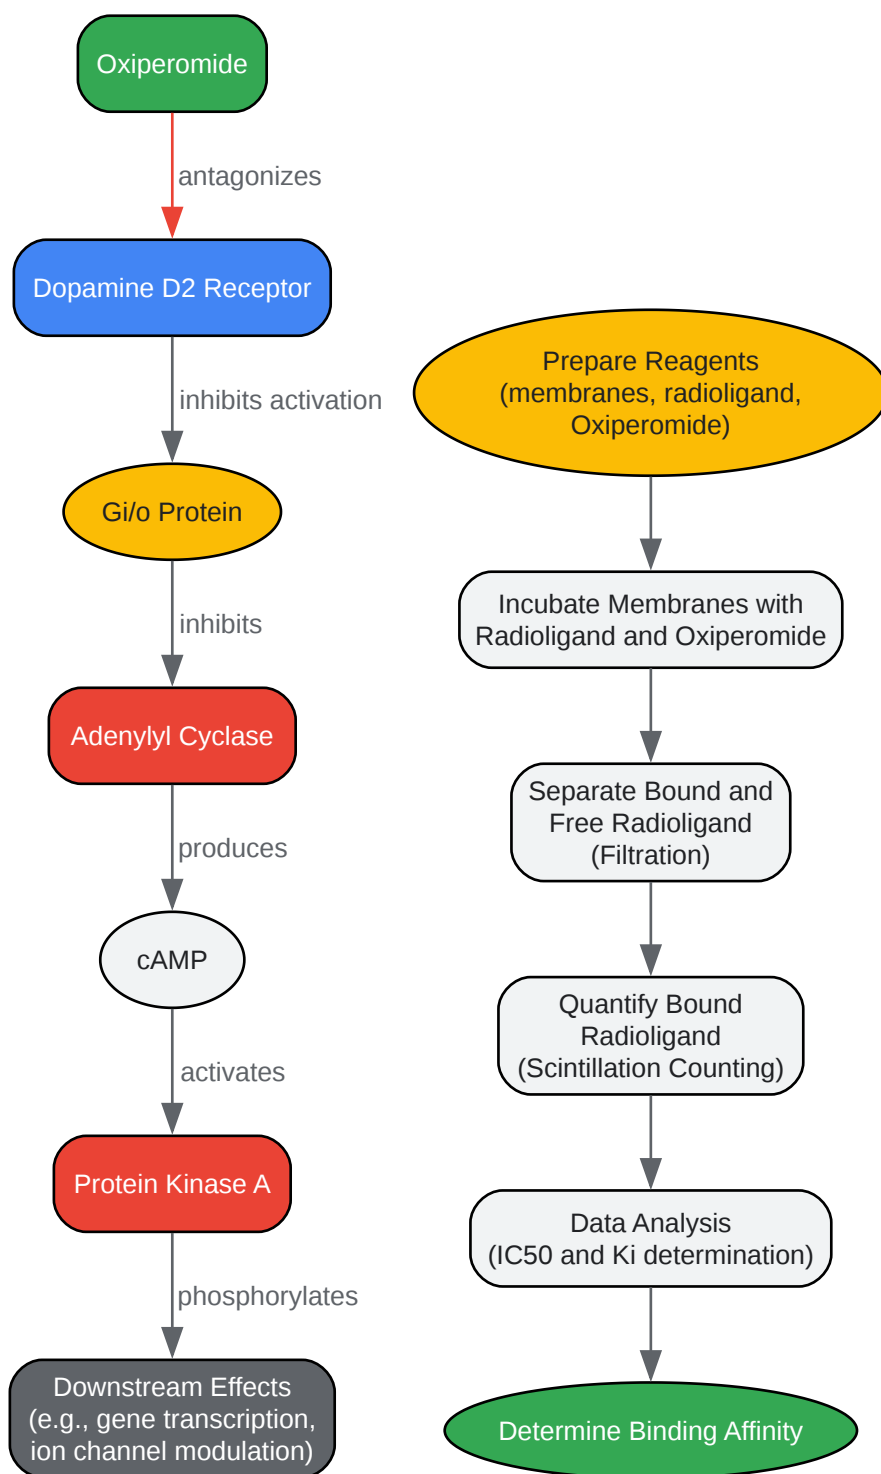 Oxiperomide
antagonizes
Dopamine D2 Receptor
inhibits activation
Gi/o Protein
inhibits
Adenylyl Cyclase
produces
cAMP
activates
Protein Kinase A
phosphorylates
Downstream Effects
(e.g., gene transcription,
ion channel modulation)
Prepare Reagents
(membranes, radioligand,
Oxiperomide)
Incubate Membranes with
Radioligand and Oxiperomide
Separate Bound and
Free Radioligand
(Filtration)
Quantify Bound
Radioligand
(Scintillation Counting)
Data Analysis
(IC50 and Ki determination)
Determine Binding Affinity